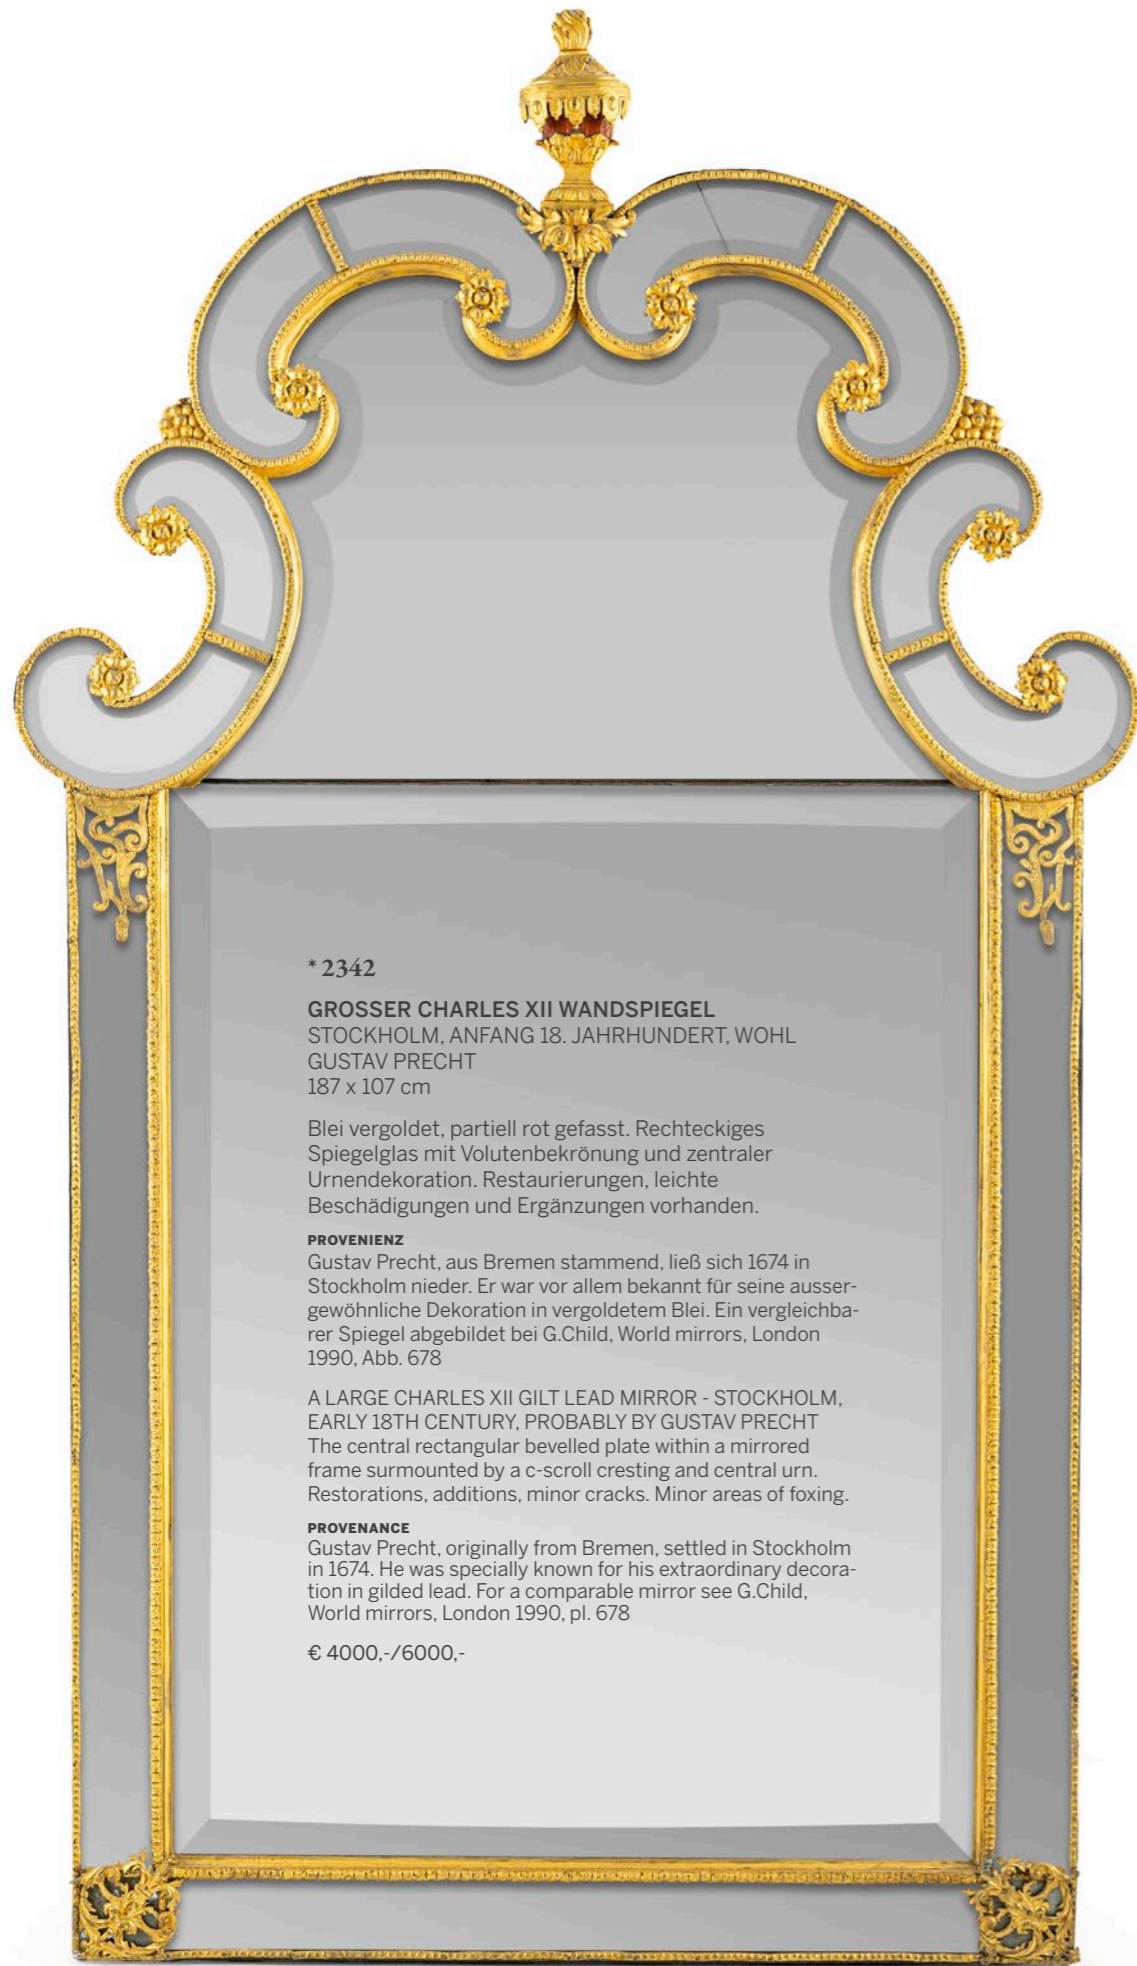 * 2342
GROSSER CHARLES XII WANDSPIEGEL
STOCKHOLM, ANFANG 18. JAHRHUNDERT, WOHL
GUSTAV PRECHT
187 x 107 cm
Blei vergoldet, partiell rot gefasst. Rechteckiges
Spiegelglas mit Volutenbekrönung und zentraler
Urnendekoration. Restaurierungen, leichte
Beschädigungen und Ergänzungen vorhanden.
PROVENIENZ
Gustav Precht, aus Bremen stammend, ließ sich 1674 in
Stockholm nieder. Er war vor allem bekannt für seine ausser-
gewöhnliche Dekoration in vergoldetem Blei. Ein vergleichba-
rer Spiegel abgebildet bei G.Child, World mirrors, London
1990, Abb. 678
A LARGE CHARLES XII GILT LEAD MIRROR - STOCKHOLM,
EARLY 18TH CENTURY, PROBABLY BY GUSTAV PRECHT
The central rectangular bevelled plate within a mirrored
frame surmounted by a c-scroll cresting and central urn.
Restorations, additions, minor cracks. Minor areas of foxing.
PROVENANCE
Gustav Precht, originally from Bremen, settled in Stockholm
in 1674. He was specially known for his extraordinary decora-
tion in gilded lead. For a comparable mirror see G.Child,
World mirrors, London 1990, pl. 678
€ 4000,-/6000,-